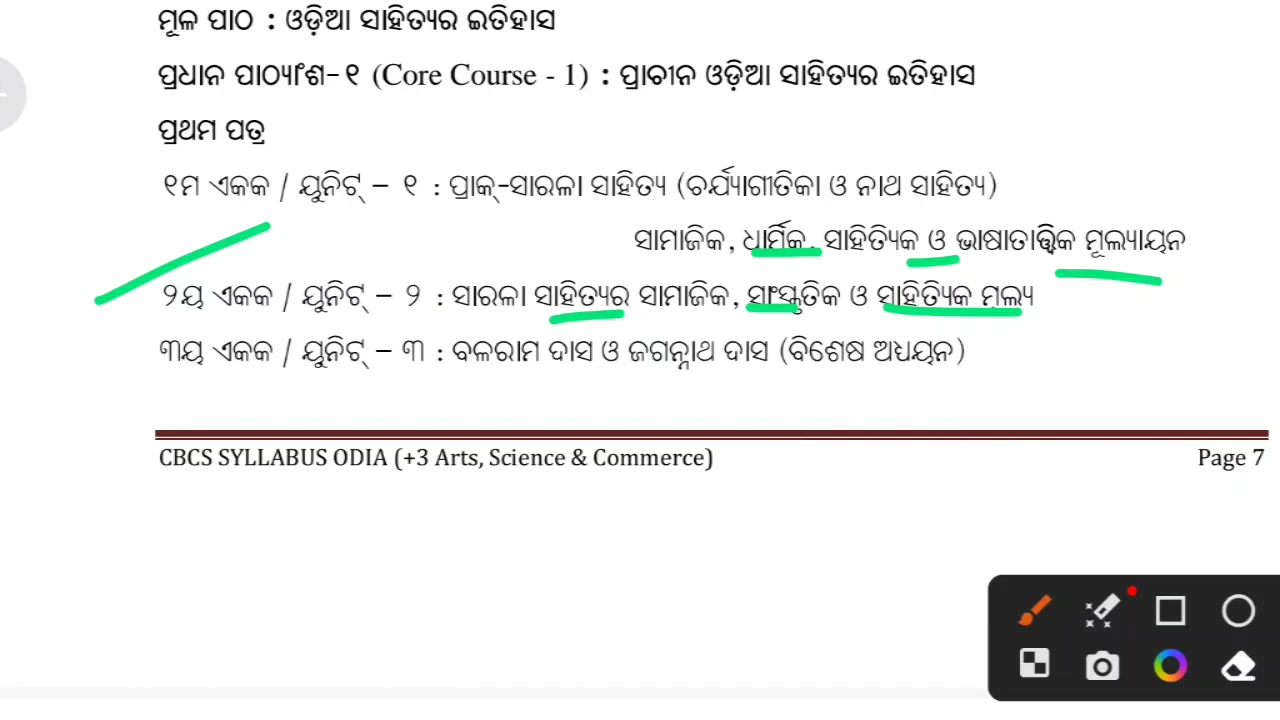 ମୂଳ ପାଠ : ଓଡ଼ିଆ ସାହିତ୍ୟର ଇତିହାସ
ପ୍ରଧାନ ପାଠ୍ୟାଂଶ-୧ (Core Course - 1) : ପ୍ରାଚୀନ ଓଡ଼ିଆ ସାହିତ୍ୟର ଇତିହାସ
ପ୍ରଥମ ପତ୍ର
୧ମ ଏକକ / ୟୁନିଟ୍ – ୧ : ପ୍ରାକ୍-ସାରଳା ସାହିତ୍ୟ (ଚର୍ଯ୍ୟାଗୀତିକା ଓ ନାଥ ସାହିତ୍ୟ)
ସାମାଜିକ, ଧାର୍ମିକ, ସାହିତ୍ୟିକ ଓ ଭାଷାତାତ୍ତ୍ୱିକ ମୂଲ୍ୟାୟନ
୨ୟ ଏକକ / ୟୁନିଟ୍ – ୨ : ସାରଳା ସାହିତ୍ୟର ସାମାଜିକ, ସାଂସ୍କୃତିକ ଓ ସାହିତ୍ୟିକ ମୂଲ୍ୟ
୩ୟ ଏକକ / ୟୁନିଟ୍ – ୩ : ବଳରାମ ଦାସ ଓ ଜଗନ୍ନାଥ ଦାସ (ବିଶେଷ ଅଧ୍ୟୟନ)
CBCS SYLLABUS ODIA (+3 Arts, Science & Commerce) Page 7